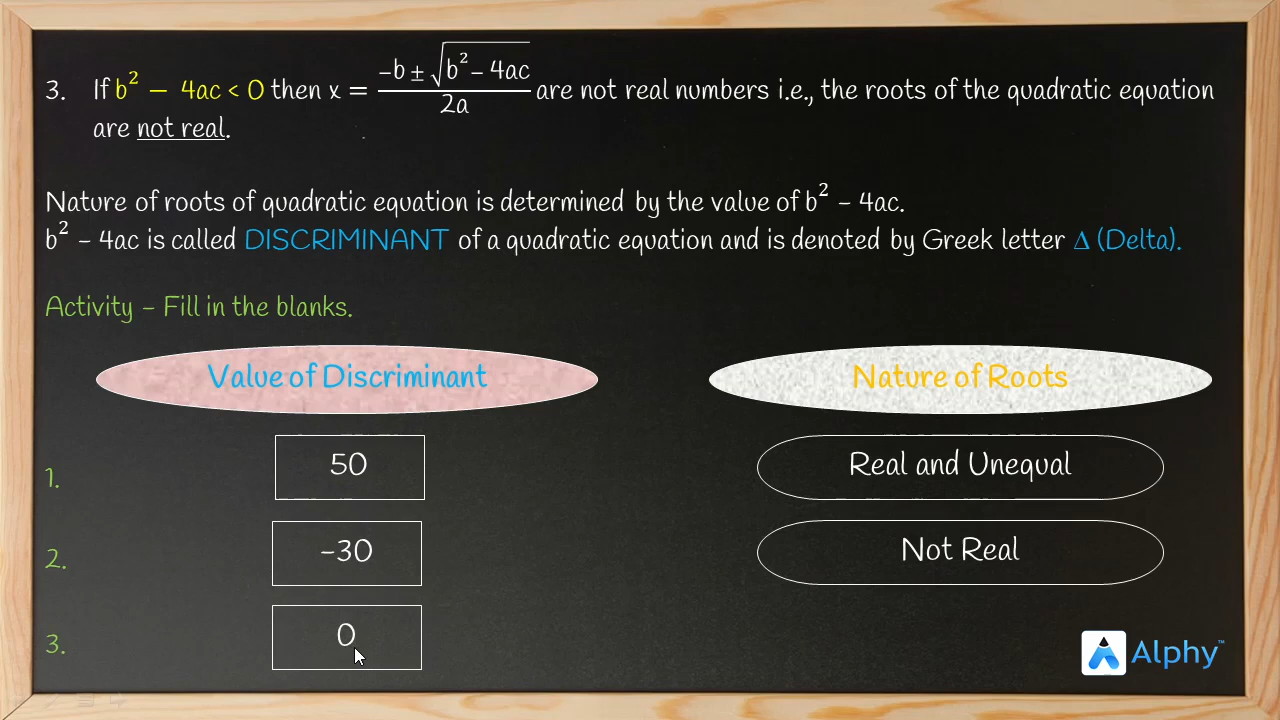 3. If b² − 4ac < 0 then x = −b ± √b² − 4ac / 2a are not real numbers i.e., the roots of the quadratic equation
are not real.
Nature of roots of quadratic equation is determined by the value of b² − 4ac.
b² − 4ac is called DISCRIMINANT of a quadratic equation and is denoted by Greek letter Δ (Delta).
Activity – Fill in the blanks.
Value of Discriminant Nature of Roots
1. 50 Real and Unequal
2. -30 Not Real
3. 0
Alphy™